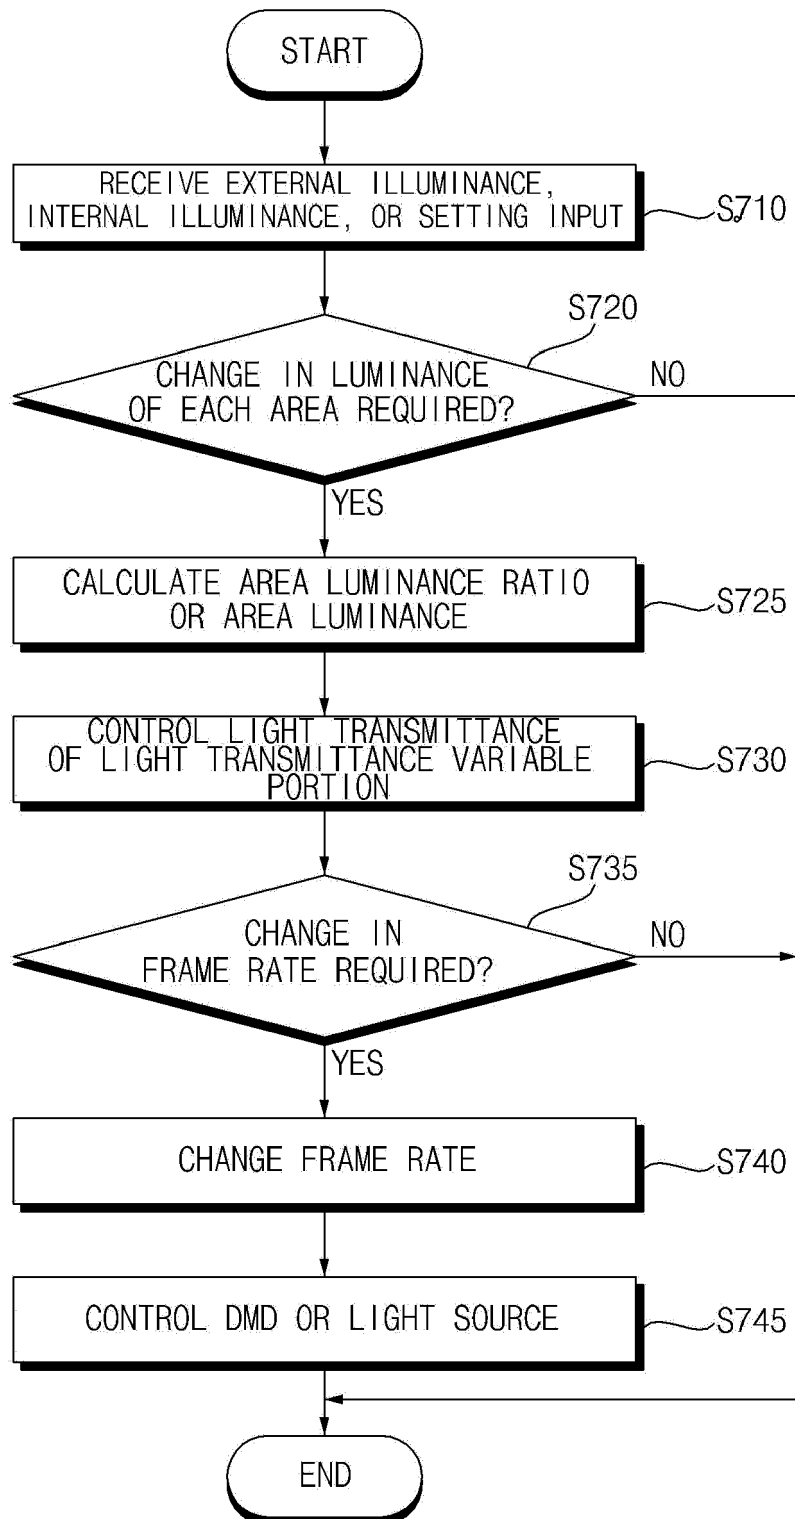 START
RECEIVE EXTERNAL ILLUMINANCE,
INTERNAL ILLUMINANCE, OR SETTING INPUT
S710
S720
CHANGE IN LUMINANCE
OF EACH AREA REQUIRED?
NO
YES
CALCULATE AREA LUMINANCE RATIO
OR AREA LUMINANCE
S725
CONTROL LIGHT TRANSMITTANCE
OF LIGHT TRANSMITTANCE VARIABLE
PORTION
S730
S735
CHANGE IN
FRAME RATE REQUIRED?
NO
YES
CHANGE FRAME RATE
S740
CONTROL DMD OR LIGHT SOURCE
S745
END